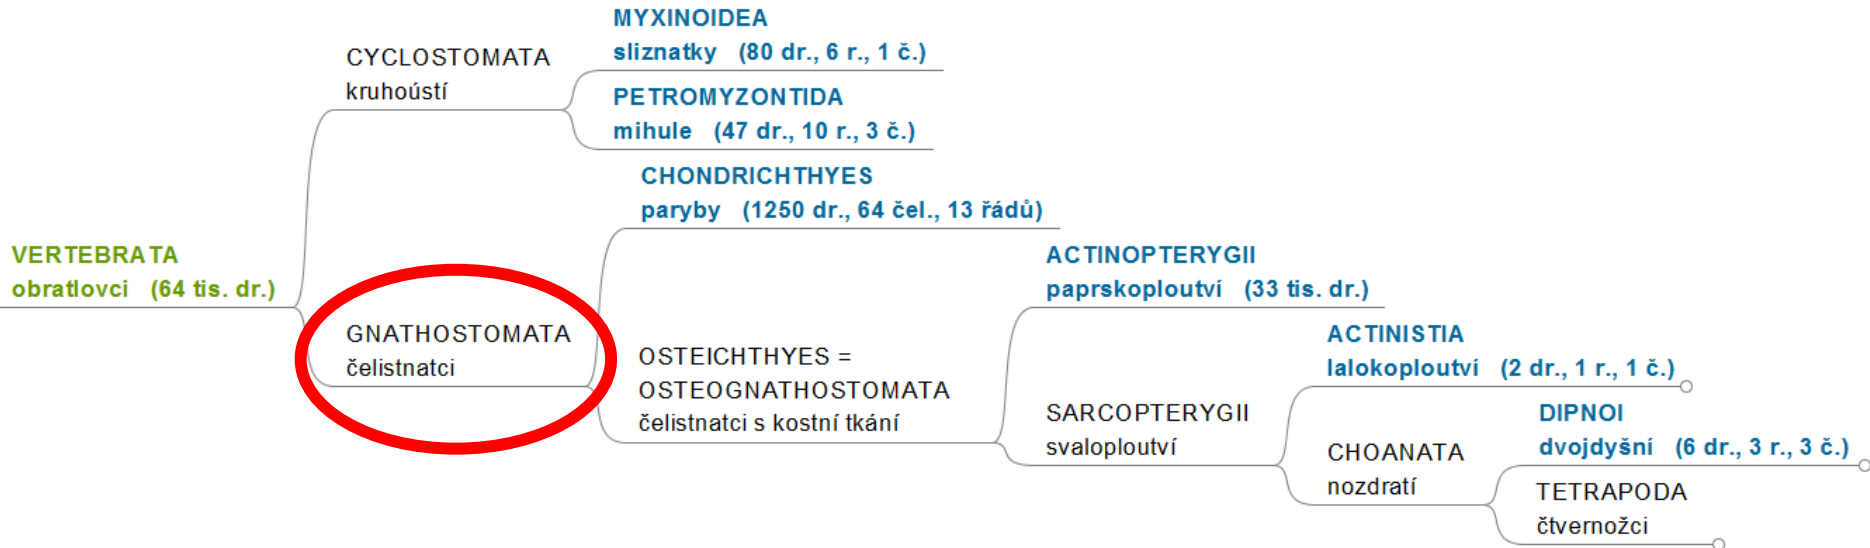 MYXINOIDEA
sliznatky (80 dr., 6 r., 1 č.)
CYCLOSTOMATA
kruhoústí
PETROMYZONTIDA
mihule (47 dr., 10 r., 3 č.)
CHONDRICHTHYES
paryby (1250 dr., 64 čel., 13 řádů)
VERTEBRATA
obratlovci (64 tis. dr.)
GNATHOSTOMATA
čelistnatci
OSTEICHTHYES =
OSTEOGNATHOSTOMATA
čelistnatci s kostní tkání
ACTINOPTERYGII
paprskoploutví (33 tis. dr.)
SARCOPTERYGII
svaloploutví
ACTINISTIA
lalokoploutví (2 dr., 1 r., 1 č.)
CHOANATA
nozdratí
DIPNOI
dvojdyšní (6 dr., 3 r., 3 č.)
TETRAPODA
čtvernožci